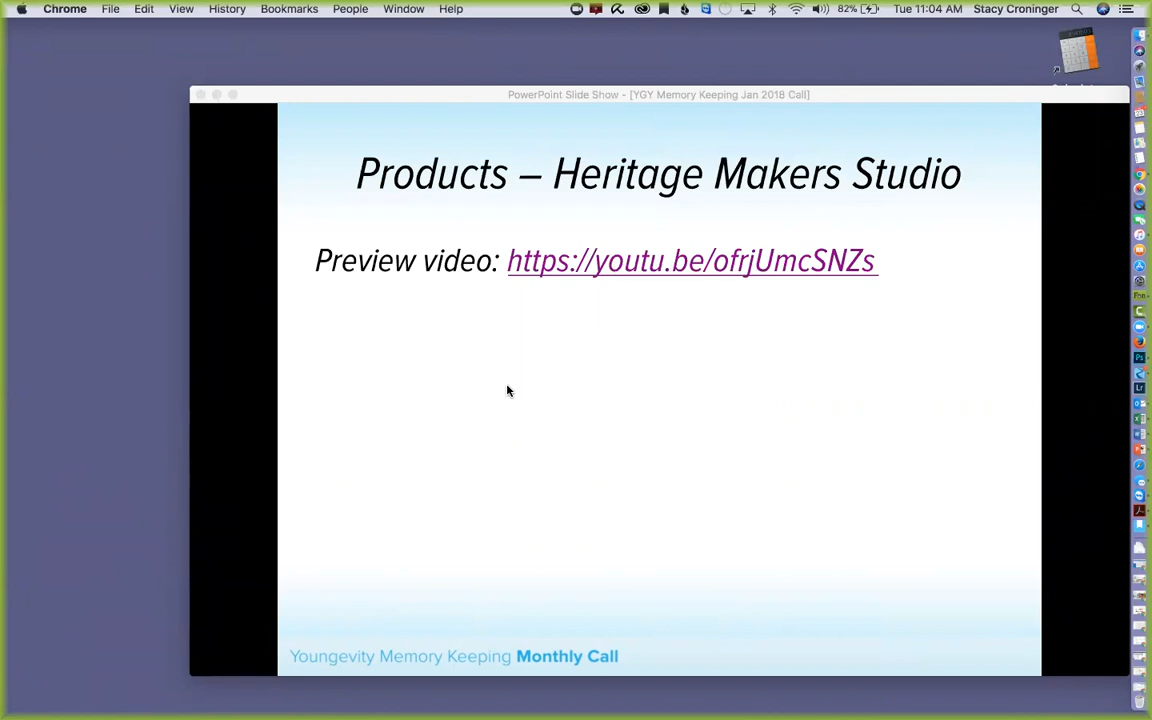 Chrome File Edit View History Bookmarks People Window Help 82% Tue 11:04 AM Stacy Croninger
PowerPoint Slide Show - [YGY Memory Keeping Jan 2018 Call]
Products – Heritage Makers Studio
Preview video: https://youtu.be/ofrjUmcSNZs
Youngevity Memory Keeping Monthly Call